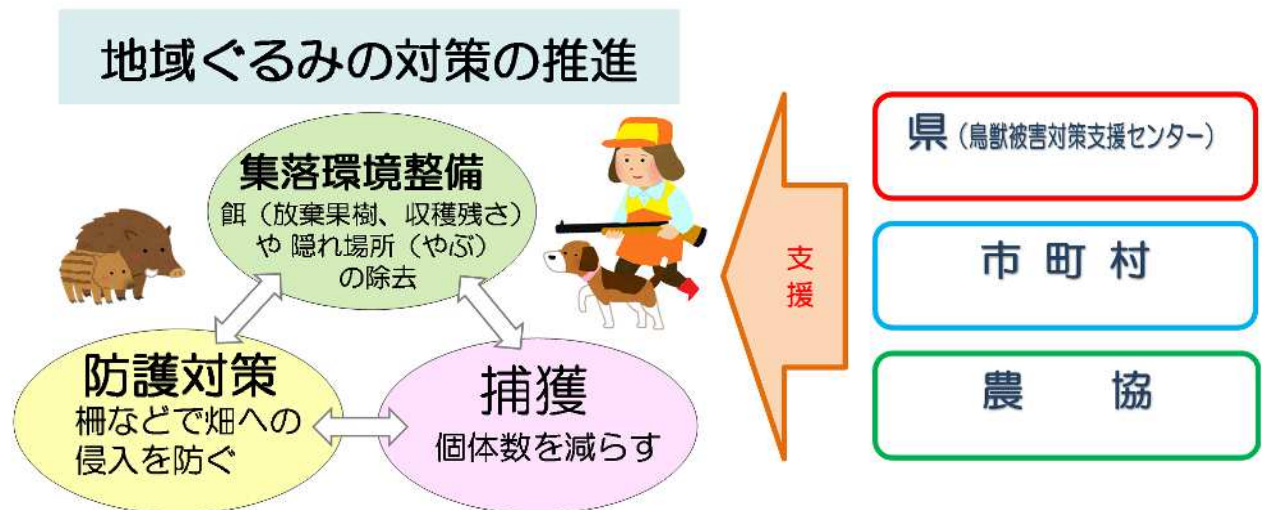 地域ぐるみの対策の推進
集落環境整備
餌（放棄果樹、収穫残さ）
や 隠れ場所（やぶ）
の除去
防護対策
柵などで畑への
侵入を防ぐ
捕獲
個体数を減らす
支援
県（鳥獣被害対策支援センター）
市 町 村
農 協